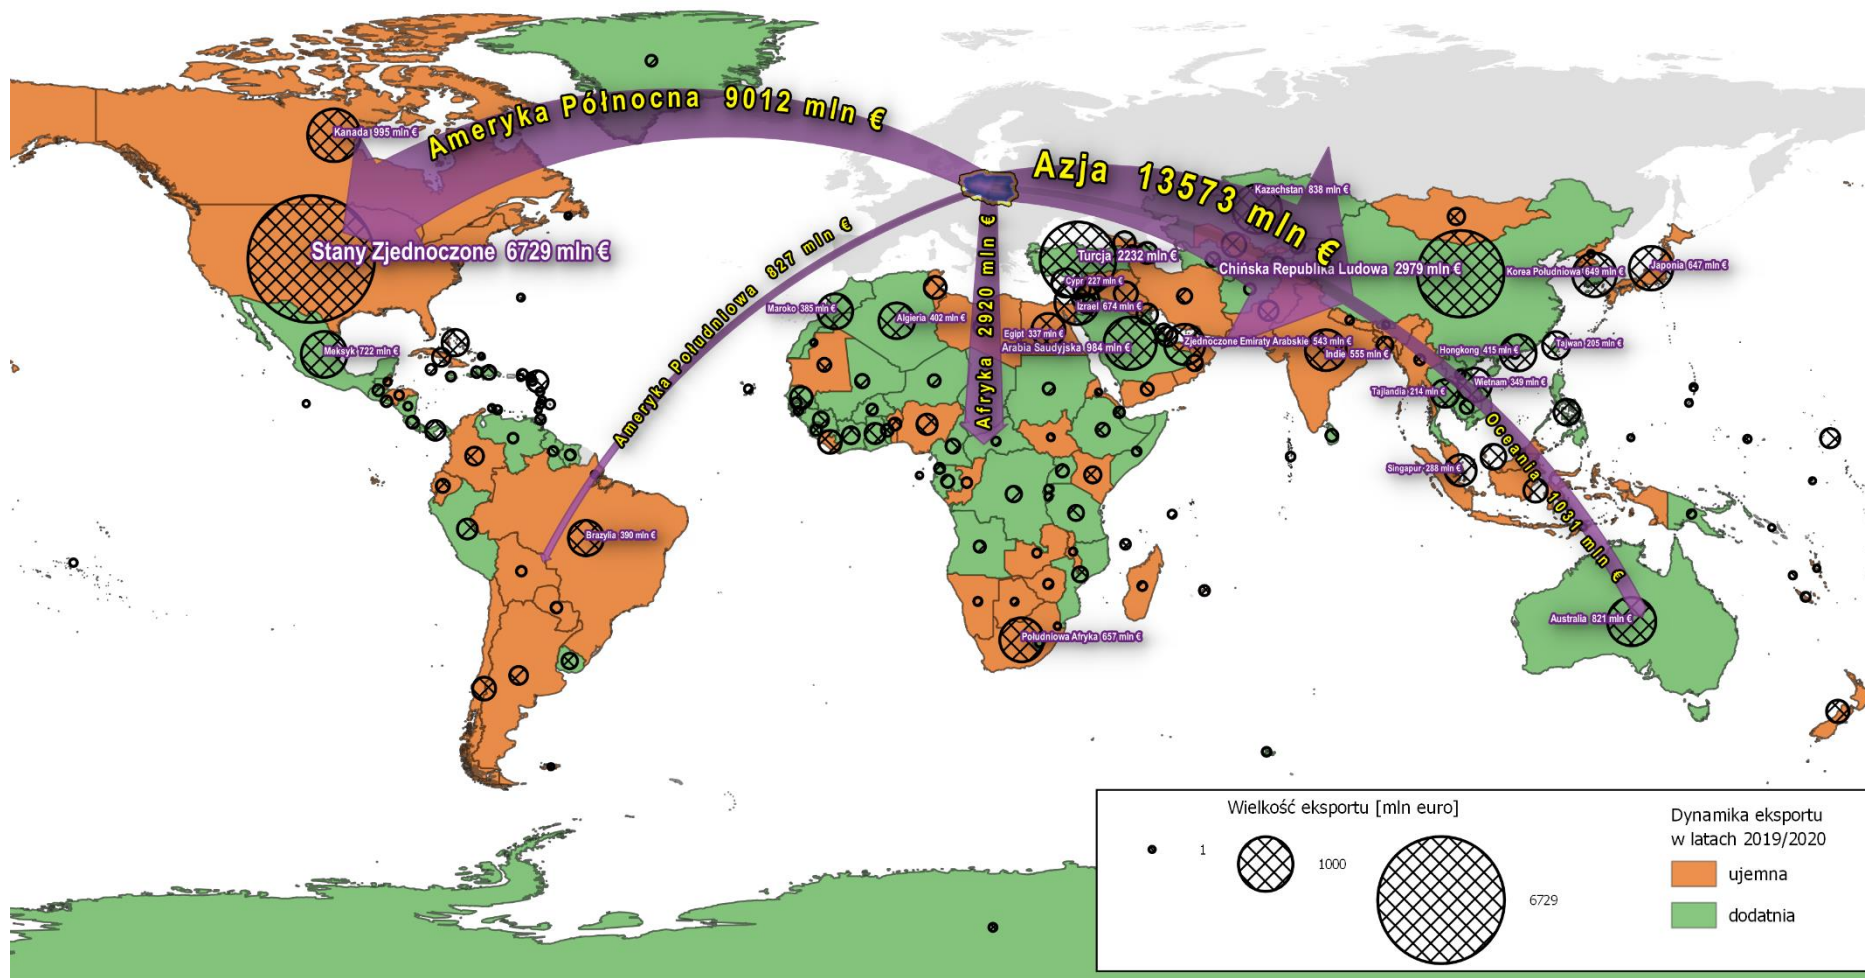 Ameryka Północna 9012 mln €
Kanada 995 mln €
Stany Zjednoczone 6729 mln €
Meksyk 722 mln €
Ameryka Południowa 827 mln €
Brazylia 390 mln €
Afryka 2920 mln €
Maroko 385 mln €
Algieria 402 mln €
Egipt 337 mln €
Południowa Afryka 657 mln €
Azja 13573 mln €
Kazachstan 838 mln €
Turcja 2232 mln €
Cypr 227 mln €
Izrael 674 mln €
Arabia Saudyjska 984 mln €
Zjednoczone Emiraty Arabskie 543 mln €
Indie 555 mln €
Chińska Republika Ludowa 2979 mln €
Korea Południowa 649 mln €
Japonia 647 mln €
Hongkong 415 mln €
Tajwan 205 mln €
Wietnam 349 mln €
Tajlandia 214 mln €
Singapur 288 mln €
Oceania 1031 mln €
Australia 821 mln €
Wielkość eksportu [mln euro]
1
1000
6729
Dynamika eksportu
w latach 2019/2020
ujemna
dodatnia